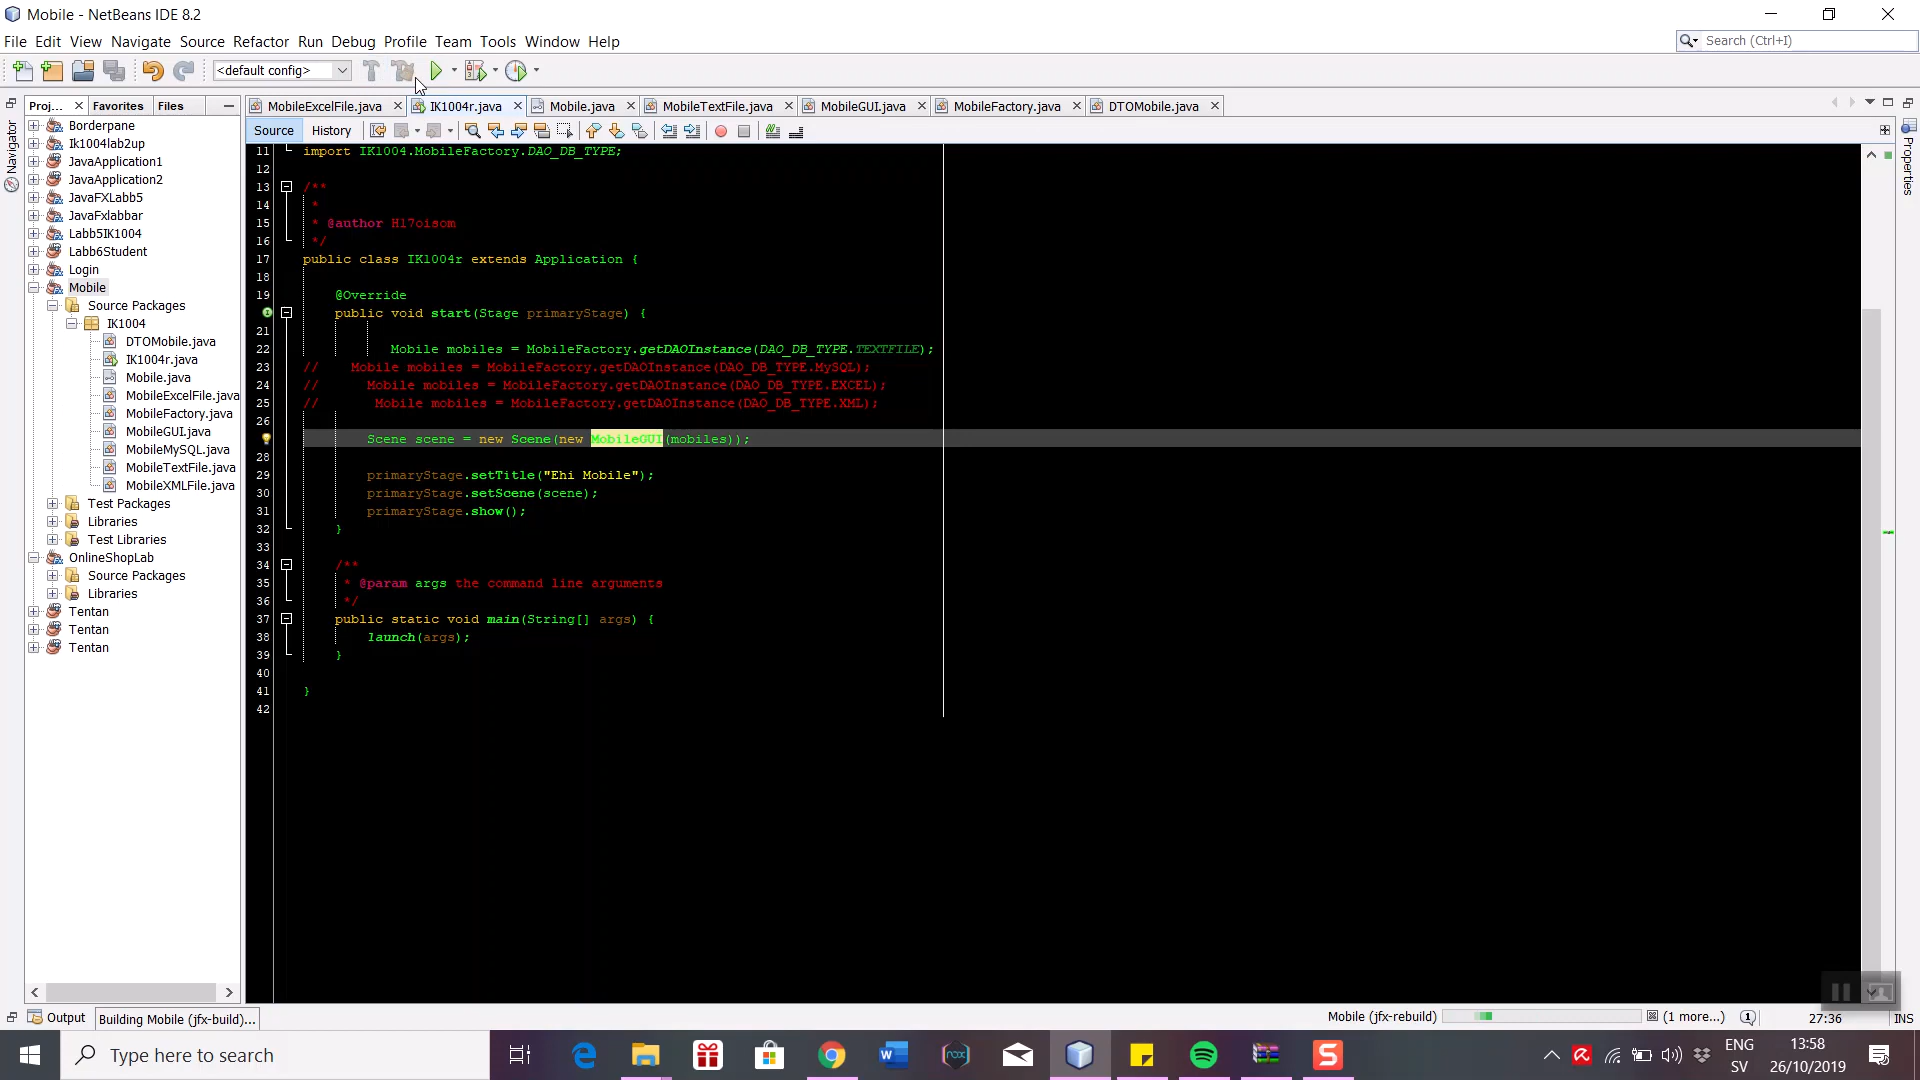 Mobile - NetBeans IDE 8.2
File Edit View Navigate Source Refactor Run Debug Profile Team Tools Window Help
Search (Ctrl+I)
<default config>
Proj... Favorites Files
MobileExcelFile.java IK1004r.java Mobile.java MobileTextFile.java MobileGUI.java MobileFactory.java DTOMobile.java
Source History
Navigator
Properties
Borderpane
Ik1004lab2up
JavaApplication1
JavaApplication2
JavaFXLabb5
JavaFxlabbar
Labb5IK1004
Labb6Student
Login
Mobile
Source Packages
IK1004
DTOMobile.java
IK1004r.java
Mobile.java
MobileExcelFile.java
MobileFactory.java
MobileGUI.java
MobileMySQL.java
MobileTextFile.java
MobileXMLFile.java
Test Packages
Libraries
Test Libraries
OnlineShopLab
Source Packages
Libraries
Tentan
Tentan
Tentan
11 import IK1004.MobileFactory.DAO_DB_TYPE;
12
13 /**
14 *
15 * @author H17oisom
16 */
17 public class IK1004r extends Application {
18
19 @Override
public void start(Stage primaryStage) {
21
22 Mobile mobiles = MobileFactory.getDAOInstance(DAO_DB_TYPE.TEXTFILE);
23 // Mobile mobiles = MobileFactory.getDAOInstance(DAO_DB_TYPE.MySQL);
24 // Mobile mobiles = MobileFactory.getDAOInstance(DAO_DB_TYPE.EXCEL);
25 // Mobile mobiles = MobileFactory.getDAOInstance(DAO_DB_TYPE.XML);
26
Scene scene = new Scene(new MobileGUI(mobiles));
28
29 primaryStage.setTitle("Ehi Mobile");
30 primaryStage.setScene(scene);
31 primaryStage.show();
32 }
33
34 /**
35 * @param args the command line arguments
36 */
37 public static void main(String[] args) {
38 launch(args);
39 }
40
41 }
42
Output Building Mobile (jfx-build)...
Mobile (jfx-rebuild) (1 more...) 27:36 INS
Type here to search
ENG
SV
13:58
26/10/2019